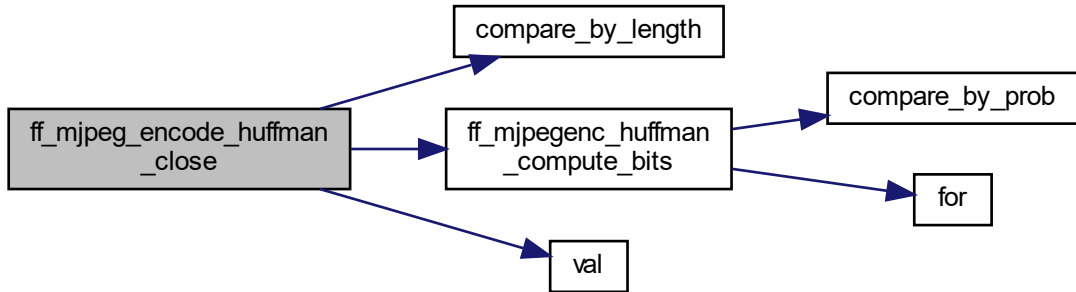 ff_mjpeg_encode_huffman
_close
compare_by_length
ff_mjpegenc_huffman
_compute_bits
val
compare_by_prob
for